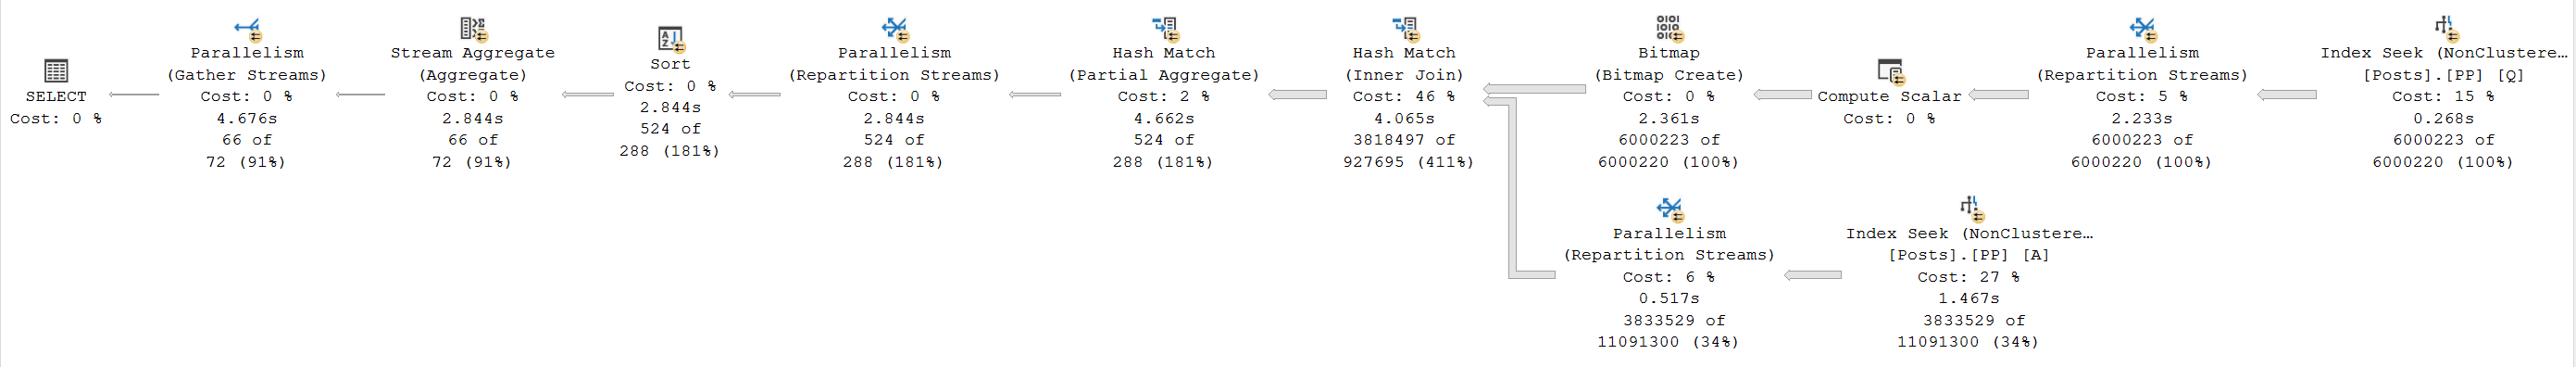 SELECT
Cost: 0 %
Parallelism
(Gather Streams)
Cost: 0 %
4.676s
66 of
72 (91%)
Stream Aggregate
(Aggregate)
Cost: 0 %
2.844s
66 of
72 (91%)
Sort
Cost: 0 %
2.844s
524 of
288 (181%)
Parallelism
(Repartition Streams)
Cost: 0 %
2.844s
524 of
288 (181%)
Hash Match
(Partial Aggregate)
Cost: 2 %
4.662s
524 of
288 (181%)
Hash Match
(Inner Join)
Cost: 46 %
4.065s
3818497 of
927695 (411%)
Bitmap
(Bitmap Create)
Cost: 0 %
2.361s
6000223 of
6000220 (100%)
Compute Scalar
Cost: 0 %
Parallelism
(Repartition Streams)
Cost: 5 %
2.233s
6000223 of
6000220 (100%)
Index Seek (NonClustere…
[Posts].[PP] [Q]
Cost: 15 %
0.268s
6000223 of
6000220 (100%)
Parallelism
(Repartition Streams)
Cost: 6 %
0.517s
3833529 of
11091300 (34%)
Index Seek (NonClustere…
[Posts].[PP] [A]
Cost: 27 %
1.467s
3833529 of
11091300 (34%)